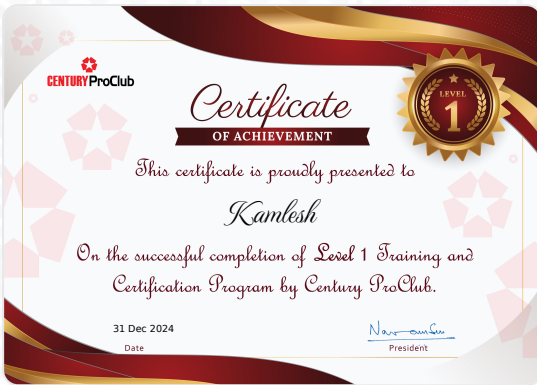 CENTURY ProClub
Certificate
OF ACHIEVEMENT
LEVEL
1
This certificate is proudly presented to
Kamlesh
On the successful completion of Level 1 Training and
Certification Program by Century ProClub.
31 Dec 2024
Date
President